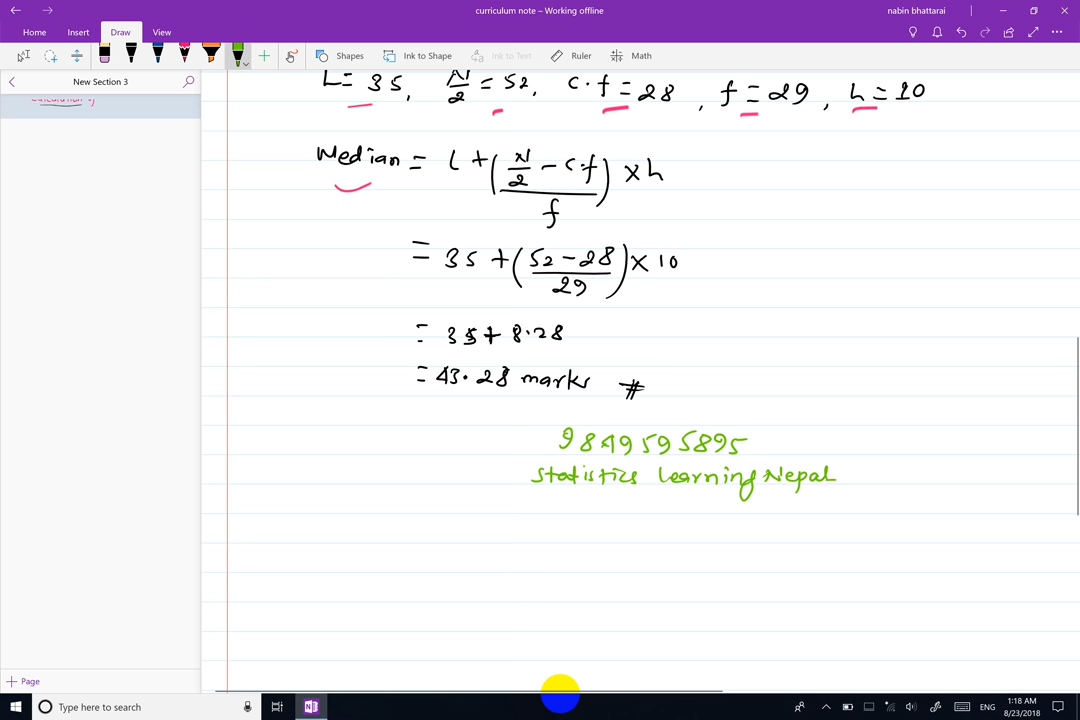 curriculum note – Working offline
nabin bhattarai
Home Insert Draw View
Shapes Ink to Shape Ink to Text Ruler Math
New Section 3
L = 35, N/2 = 52, c.f = 28, f = 29, h = 10
Median = L + (N/2 - c.f / f) × h
= 35 + (52 - 28 / 29) × 10
= 35 + 8.28
= 43.28 marks #
9849595895
Statistics Learning Nepal
+ Page
Type here to search
ENG
1:18 AM
8/23/2018